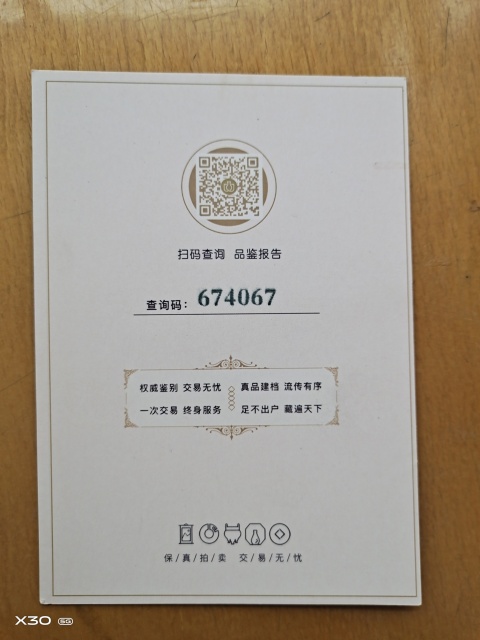 扫码查询 品鉴报告
查询码：674067
权威鉴别 交易无忧 真品建档 流传有序
一次交易 终身服务 足不出户 藏遍天下
保/真/拍/卖 交/易/无/忧
X30 5G